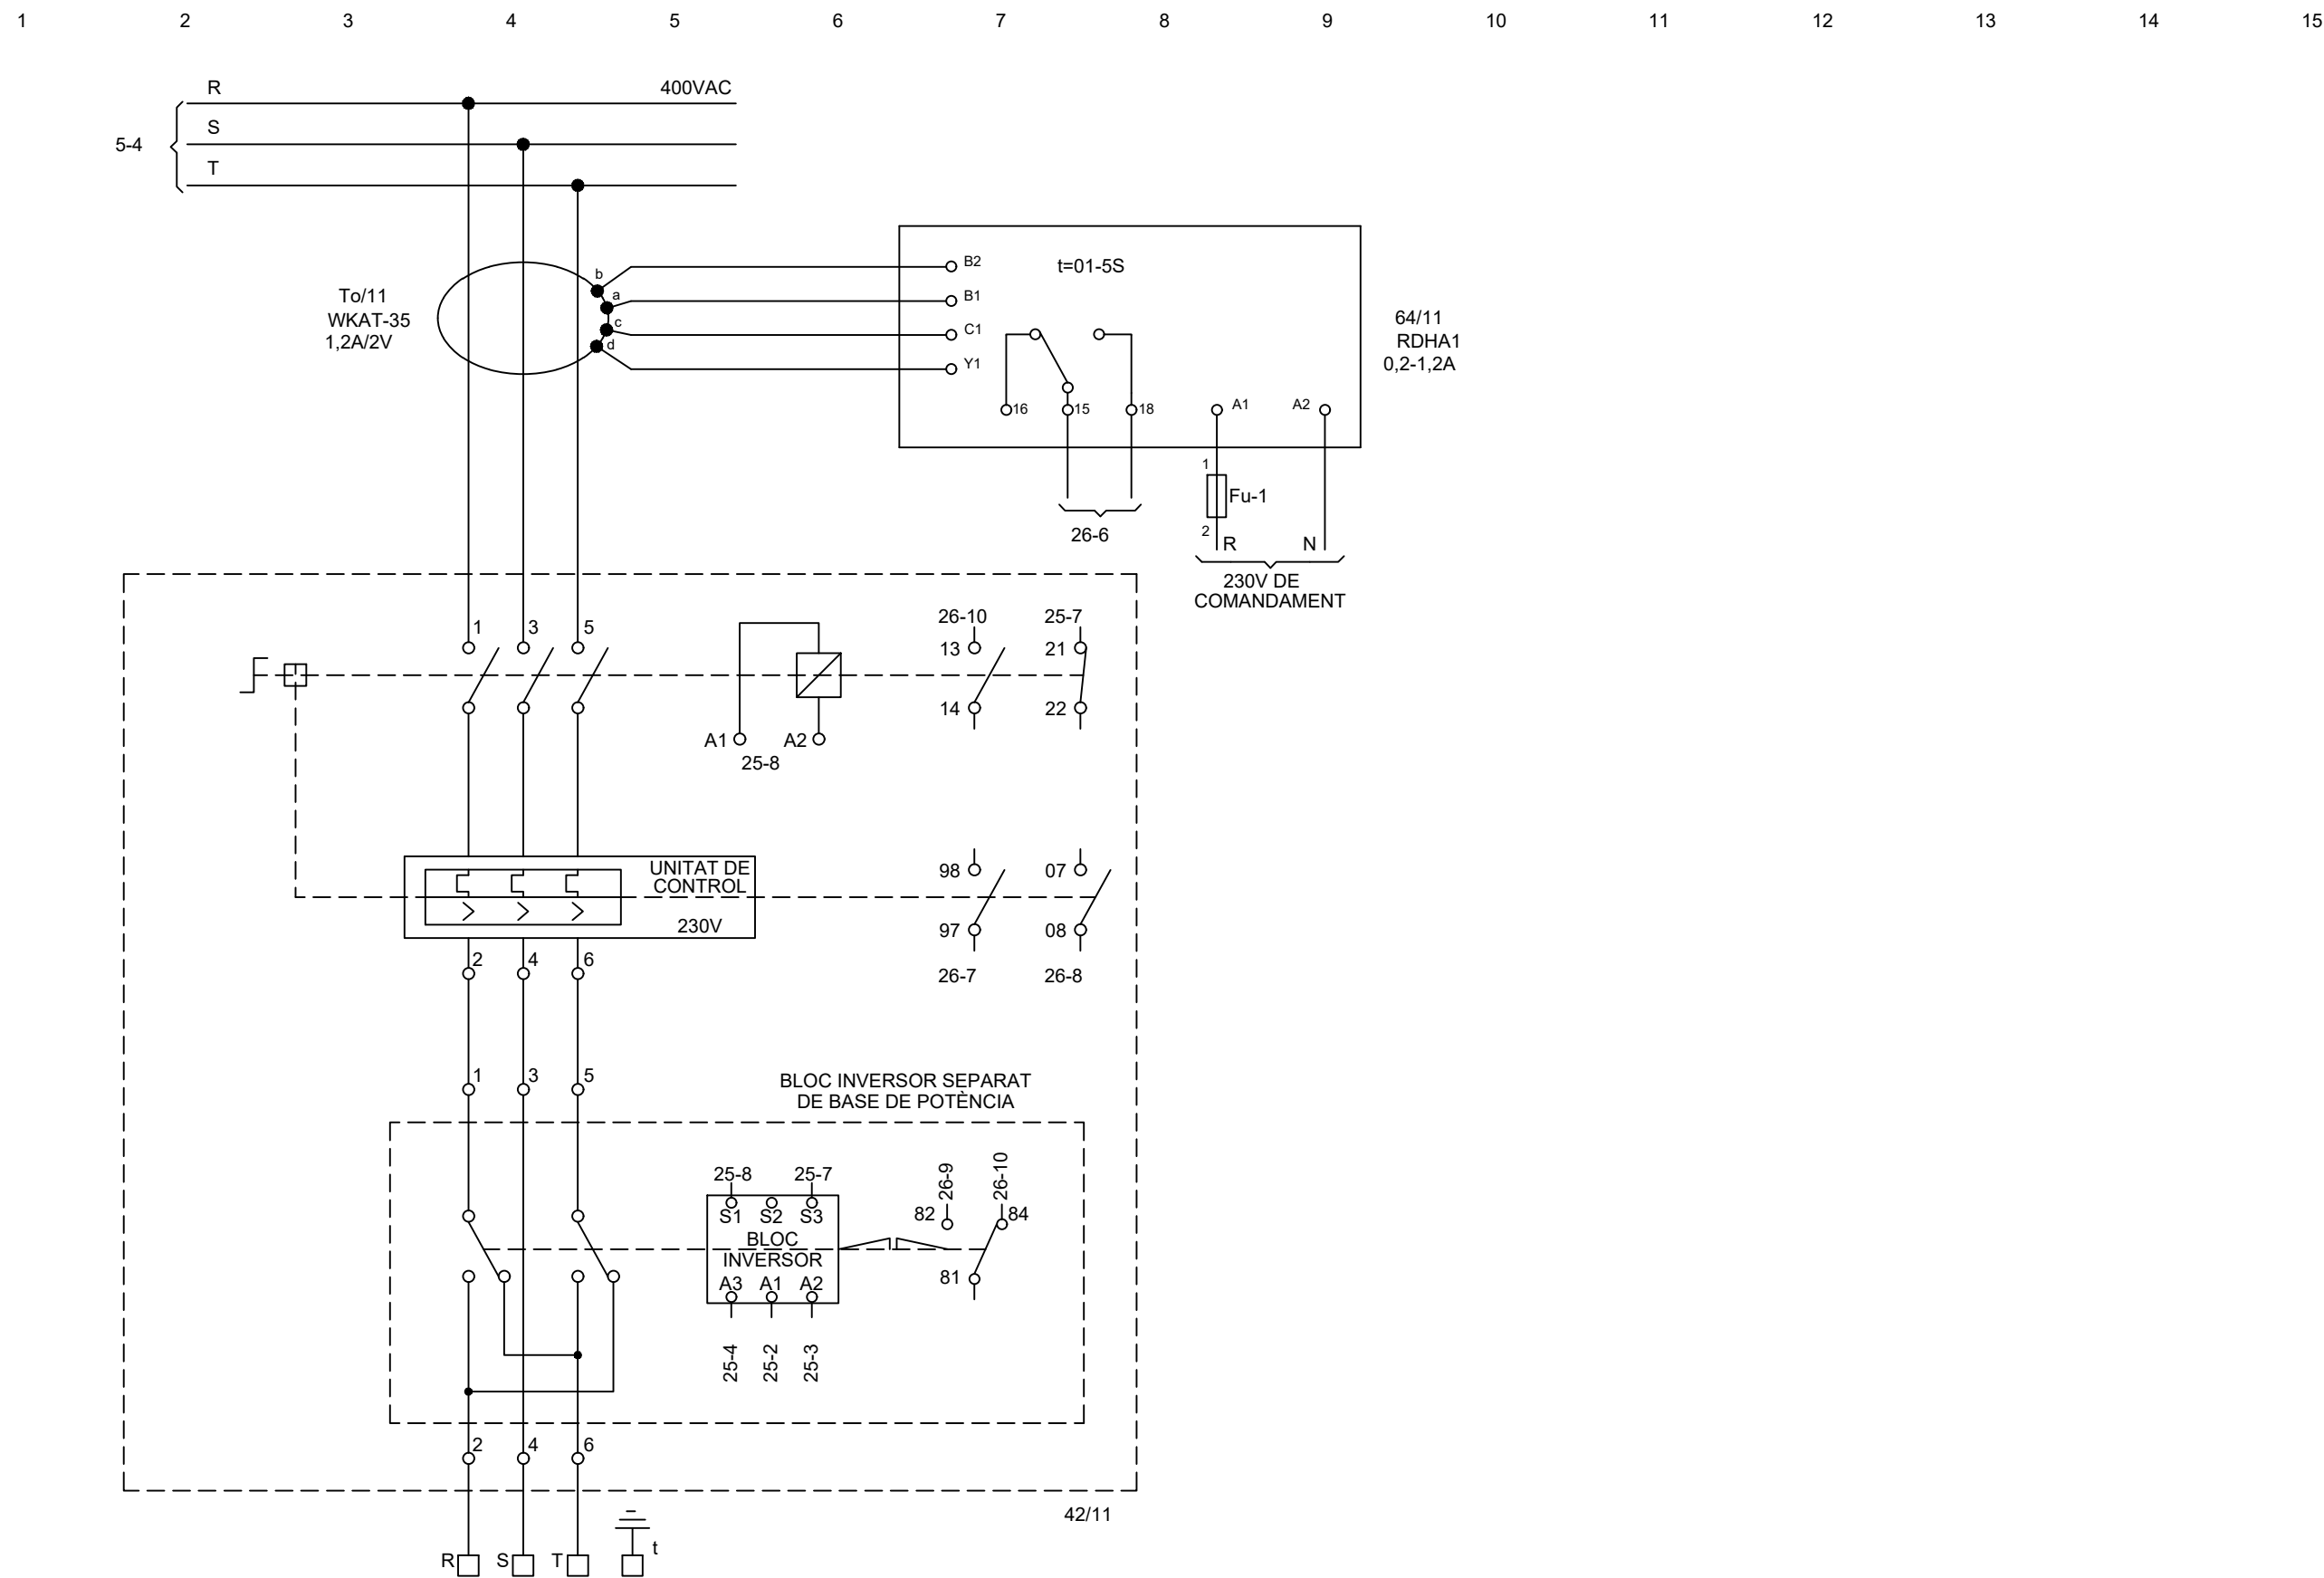 1 2 3 4 5 6 7 8 9 10 11 12 13 14 15
R 400VAC
S
5-4
T
To/11
WKAT-35
1,2A/2V
b
a
c
d
B2
B1
C1
Y1
t=01-5S
16 15 18 A1 A2
64/11
RDHA1
0,2-1,2A
26-6
1
Fu-1
2
R N
230V DE
COMANDAMENT
1 3 5
26-10 25-7
13 21
14 22
A1 A2
25-8
UNITAT DE
CONTROL
230V
98 07
97 08
26-7 26-8
2 4 6
1 3 5
BLOC INVERSOR SEPARAT
DE BASE DE POTÈNCIA
25-8 25-7
S1 S2 S3
BLOC
INVERSOR
A3 A1 A2
25-4 25-2 25-3
26-9 26-10
82 84
81
2 4 6
42/11
R S T t